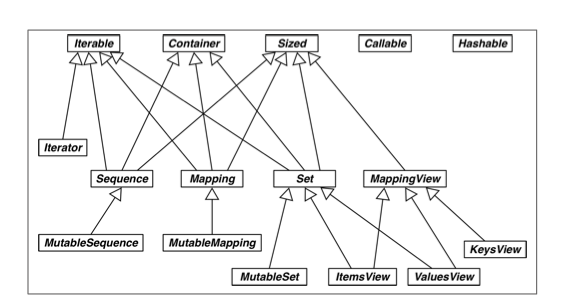 Iterable Container Sized Callable Hashable
Iterator
Sequence Mapping Set MappingView
MutableSequence MutableMapping
KeysView
MutableSet ItemsView ValuesView